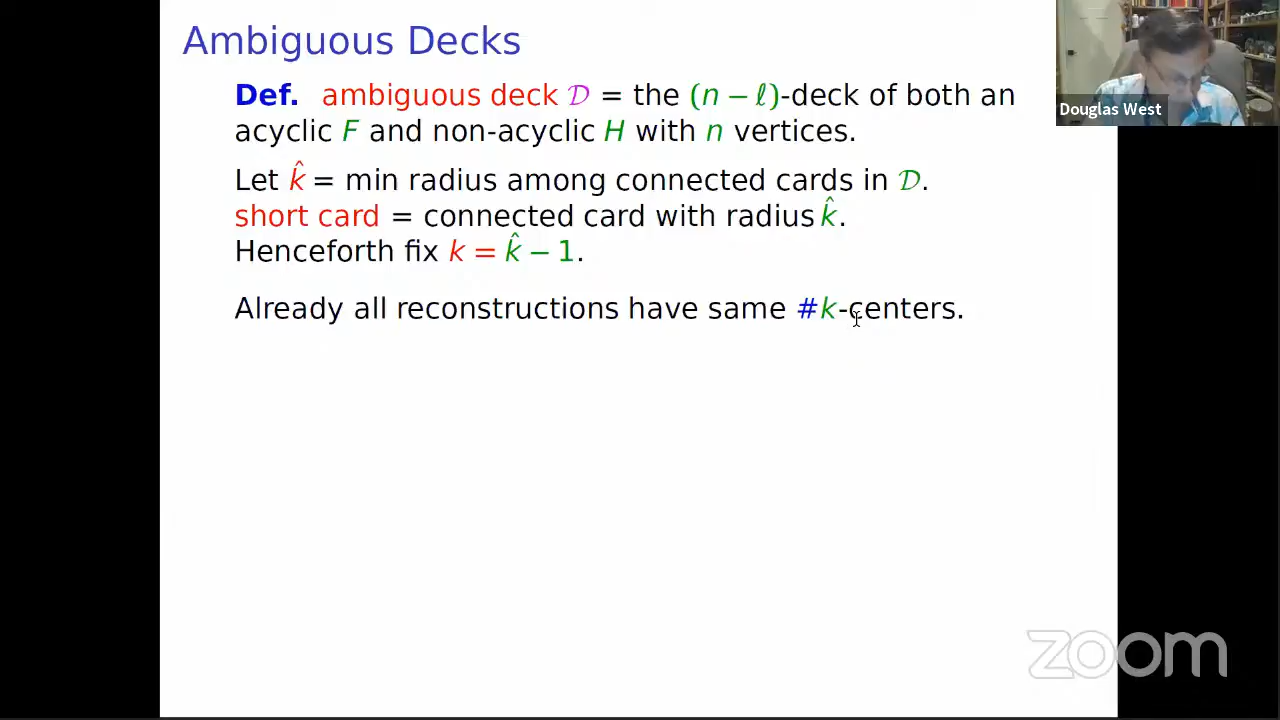 Ambiguous Decks
Def. ambiguous deck 𝒟 = the (n − ℓ)-deck of both an
acyclic F and non-acyclic H with n vertices.
Let k̂ = min radius among connected cards in 𝒟.
short card = connected card with radius k̂.
Henceforth fix k = k̂ − 1.
Already all reconstructions have same #k-centers.
Douglas West
zoom